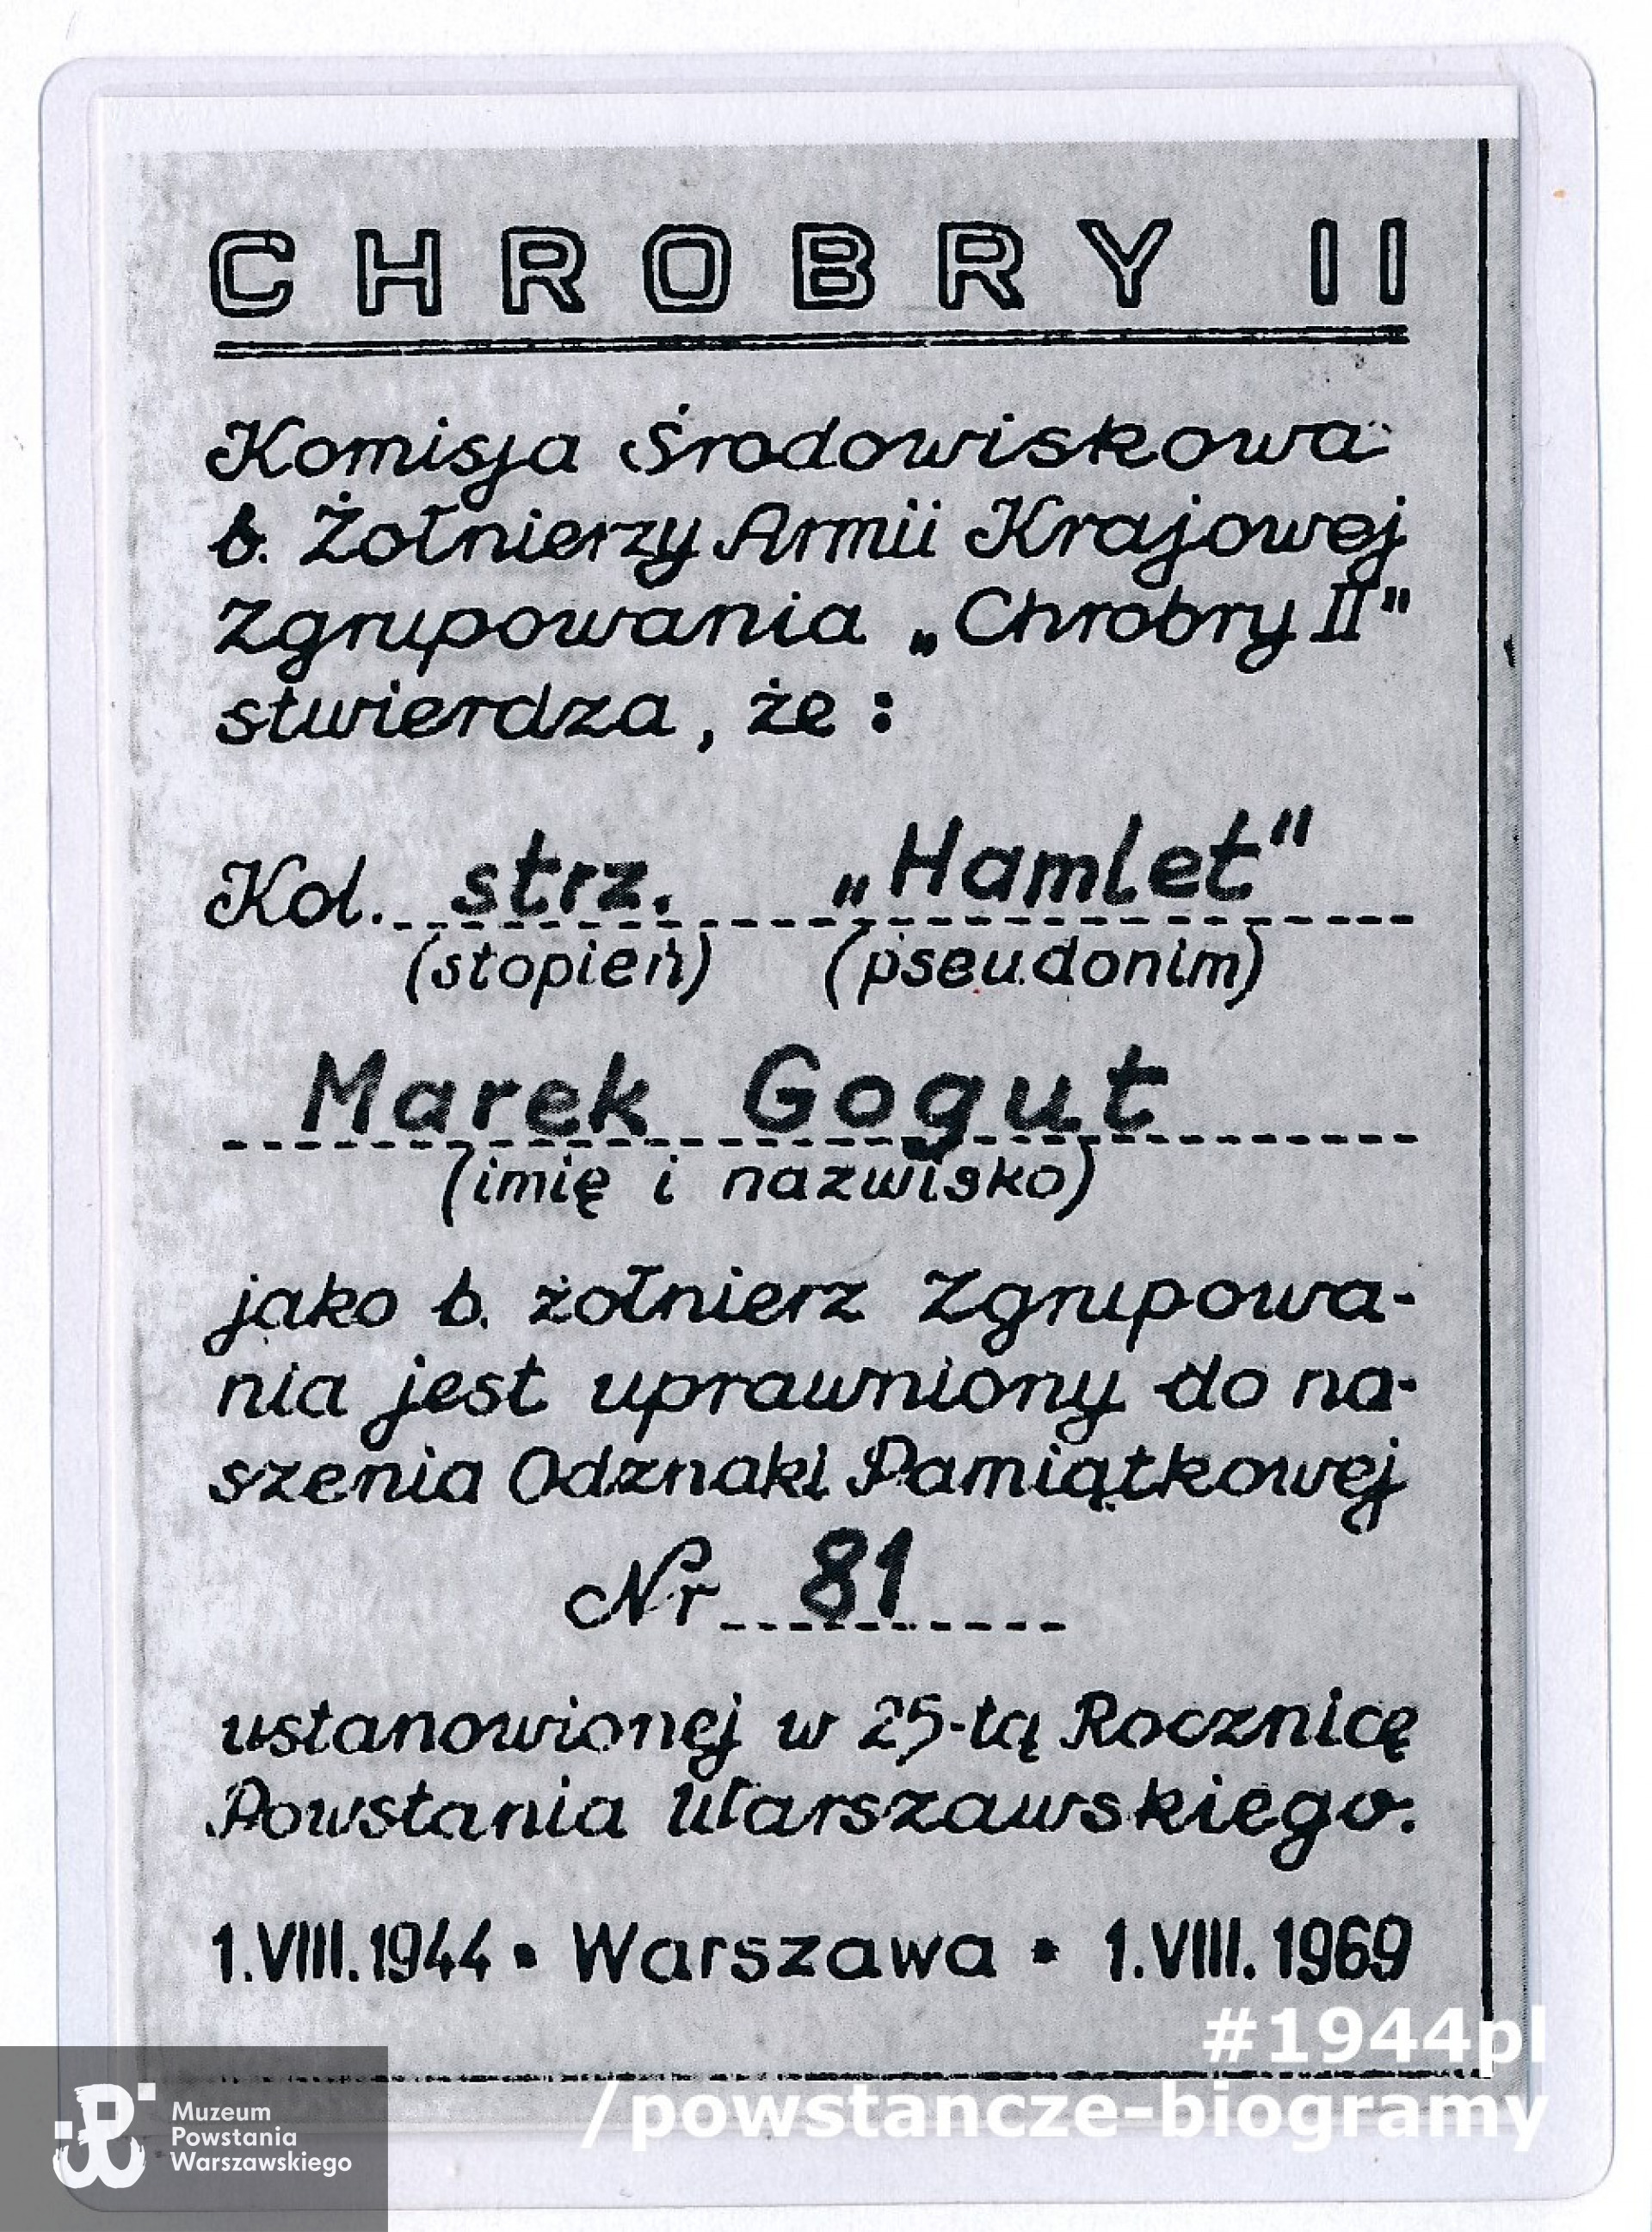 CHROBRY II
Komisja Środowiskowa
b. Żołnierzy Armii Krajowej
Zgrupowania „Chrobry II"
stwierdza, że:
Kol. strz. „Hamlet"
(stopień) (pseudonim)
Marek Gogut
(imię i nazwisko)
jako b. żołnierz Zgrupowa-
nia jest uprawniony do na-
szenia Odznaki Pamiątkowej
Nr 81
ustanowionej w 25-tą Rocznicę
Powstania Warszawskiego.
1.VIII.1944 • Warszawa • 1.VIII.1969
#1944pl
/powstancze-biogramy
Muzeum
Powstania
Warszawskiego